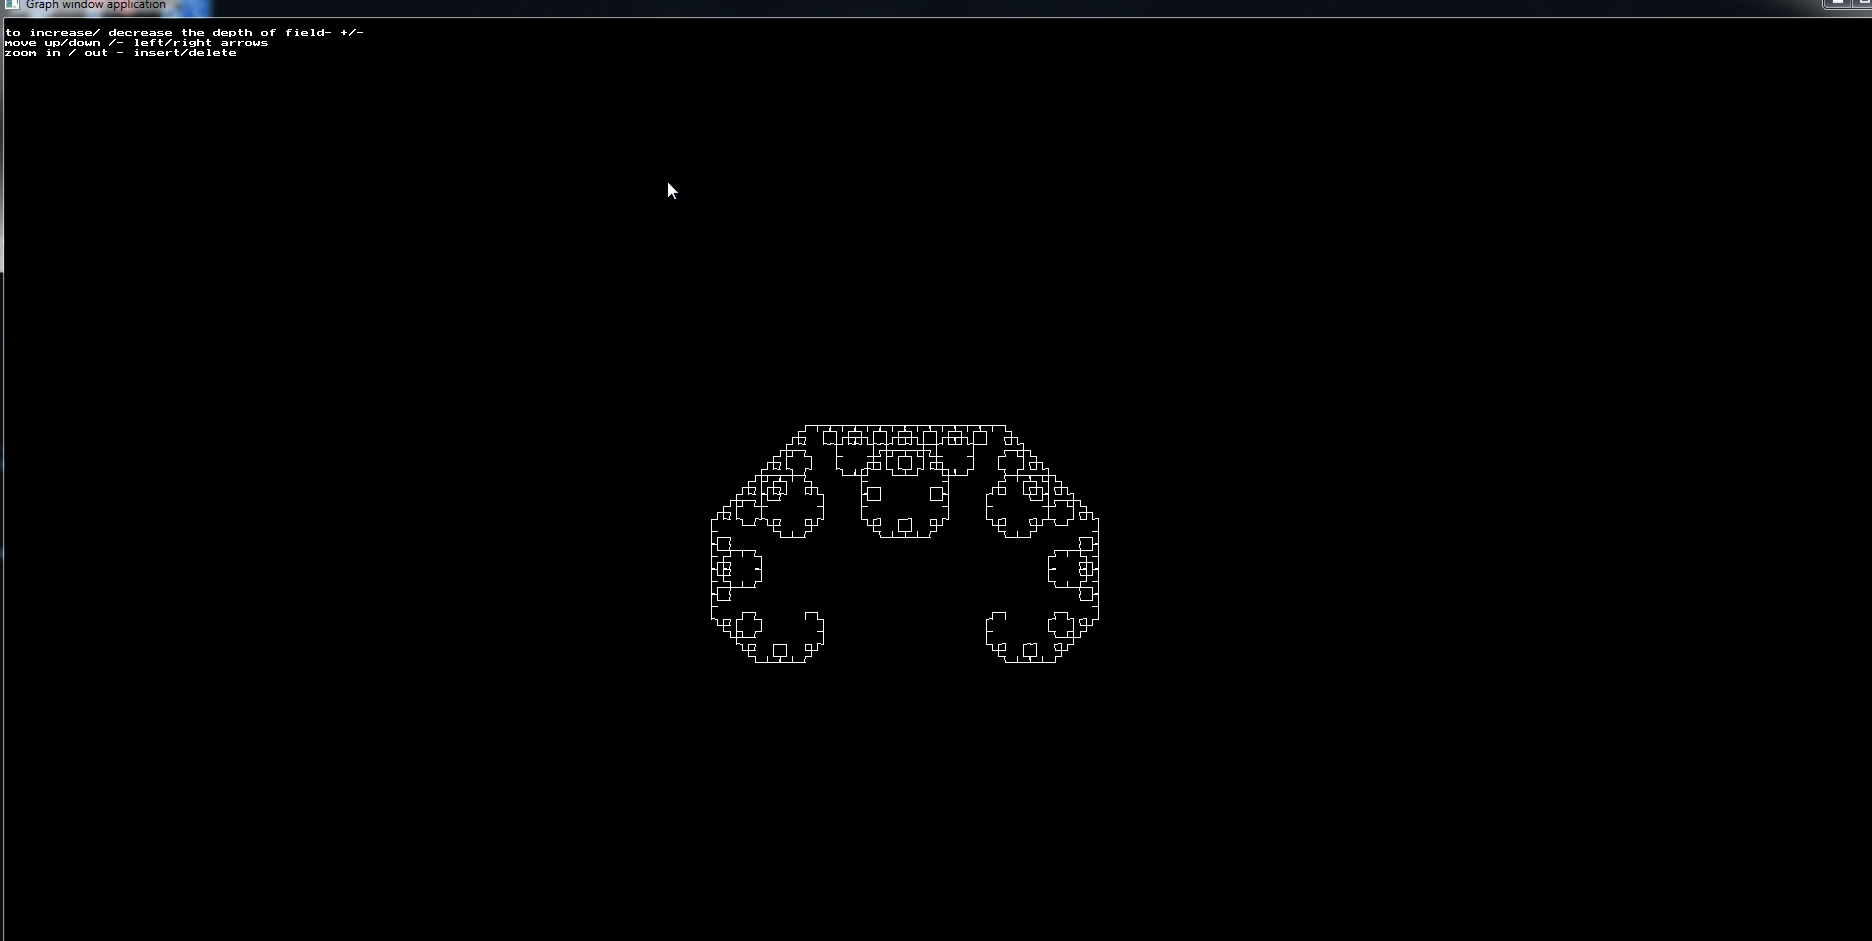 Graph window application
to increase/ decrease the depth of field- +/-
move up/down /- left/right arrows
zoom in / out - insert/delete